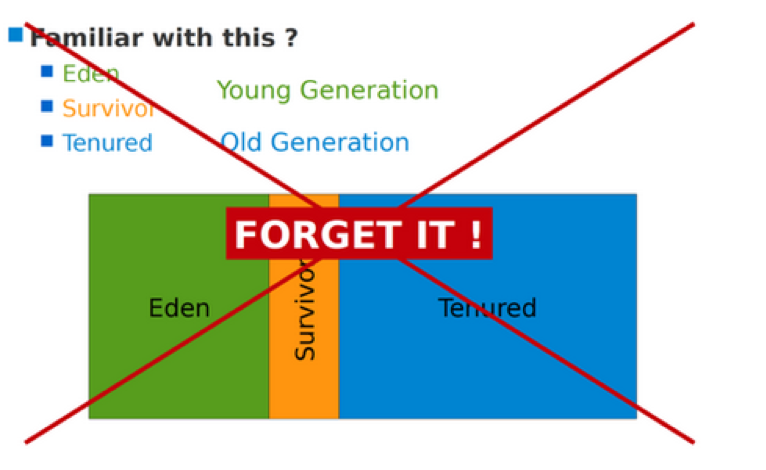 Familiar with this ?
Eden
Survivor
Tenured
Young Generation
Old Generation
FORGET IT !
Eden
Survivor
Tenured